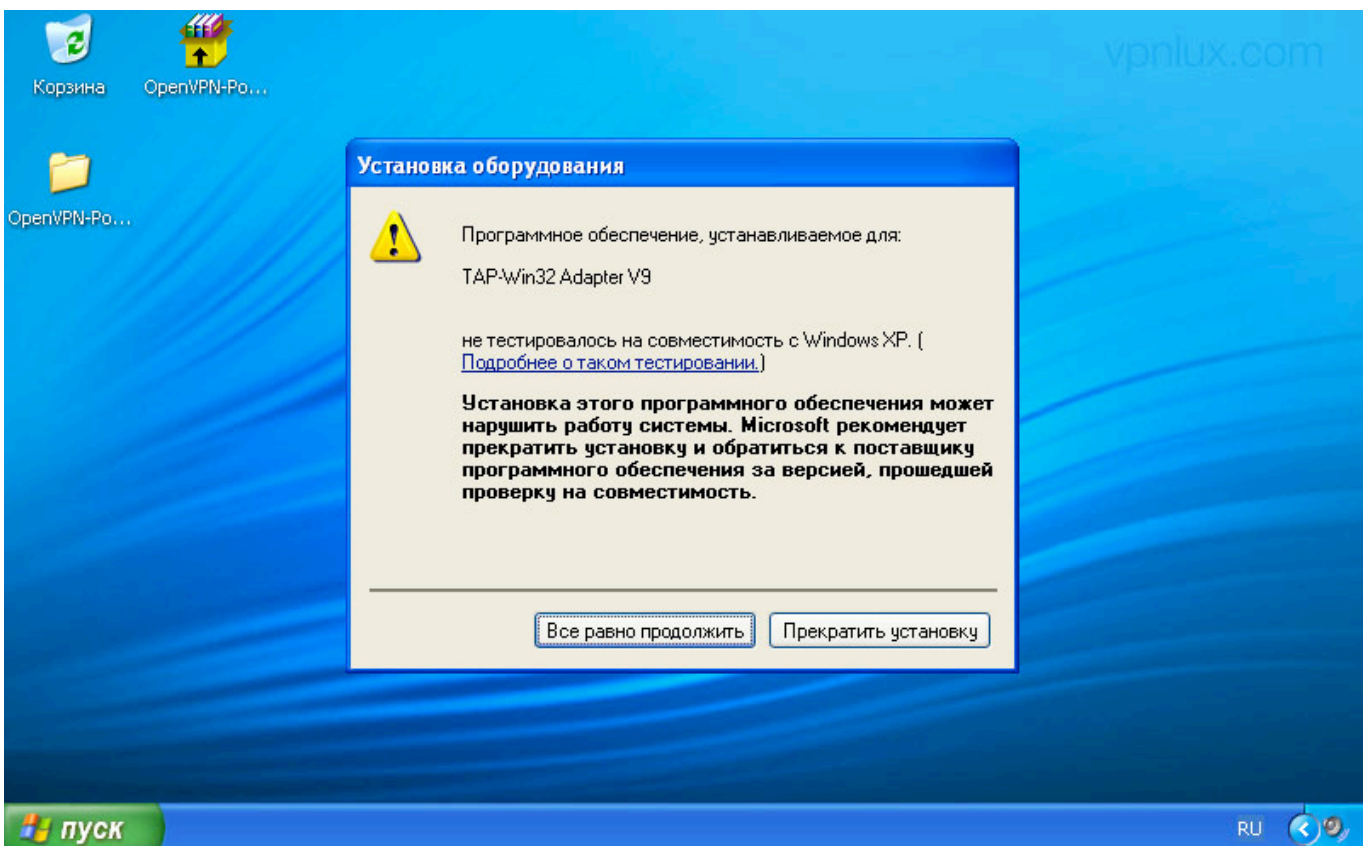 vpnlux.com
Корзина
OpenVPN-Po...
OpenVPN-Po...
Установка оборудования
Программное обеспечение, устанавливаемое для:
TAP-Win32 Adapter V9
не тестировалось на совместимость с Windows XP. (
Подробнее о таком тестировании.)
Установка этого программного обеспечения может
нарушить работу системы. Microsoft рекомендует
прекратить установку и обратиться к поставщику
программного обеспечения за версией, прошедшей
проверку на совместимость.
Все равно продолжить
Прекратить установку
пуск
RU